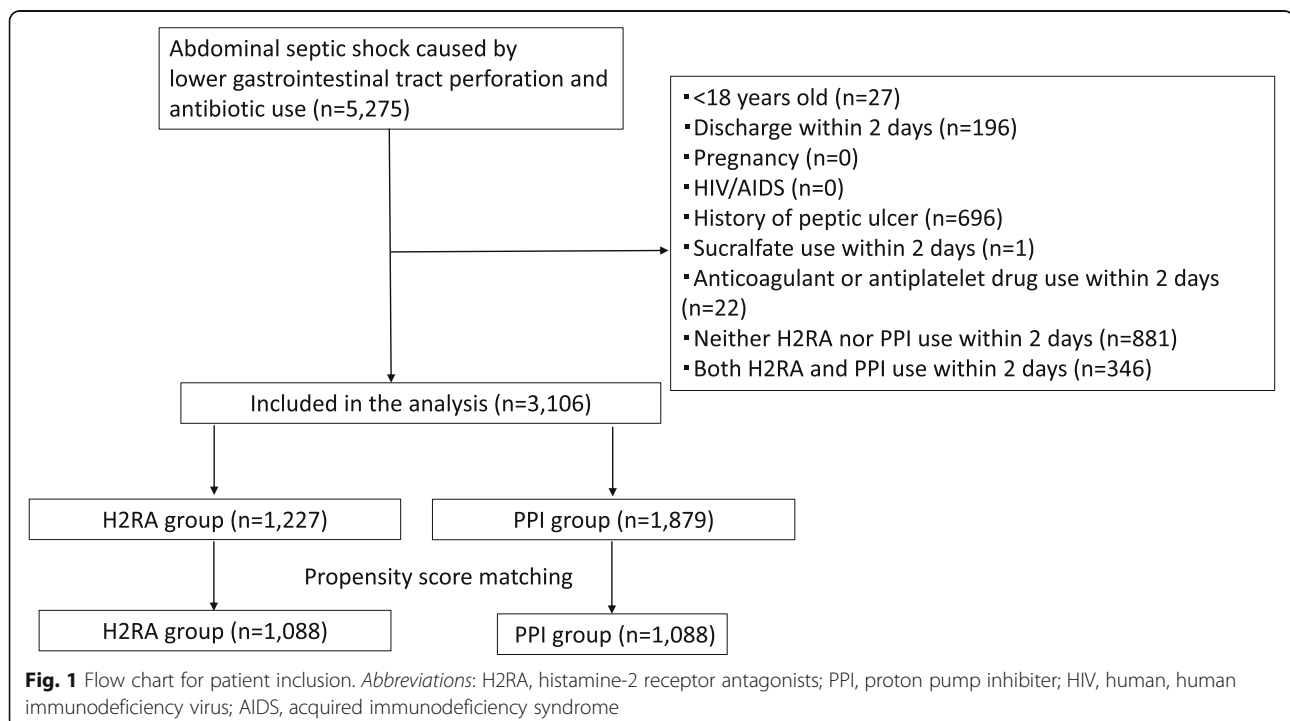 Abdominal septic shock caused by
lower gastrointestinal tract perforation and
antibiotic use (n=5,275)
▪<18 years old (n=27)
▪Discharge within 2 days (n=196)
▪Pregnancy (n=0)
▪HIV/AIDS (n=0)
▪History of peptic ulcer (n=696)
▪Sucralfate use within 2 days (n=1)
▪Anticoagulant or antiplatelet drug use within 2 days
(n=22)
▪Neither H2RA nor PPI use within 2 days (n=881)
▪Both H2RA and PPI use within 2 days (n=346)
Included in the analysis (n=3,106)
H2RA group (n=1,227)
PPI group (n=1,879)
Propensity score matching
H2RA group (n=1,088)
PPI group (n=1,088)
Fig. 1 Flow chart for patient inclusion. Abbreviations: H2RA, histamine-2 receptor antagonists; PPI, proton pump inhibiter; HIV, human, human
immunodeficiency virus; AIDS, acquired immunodeficiency syndrome